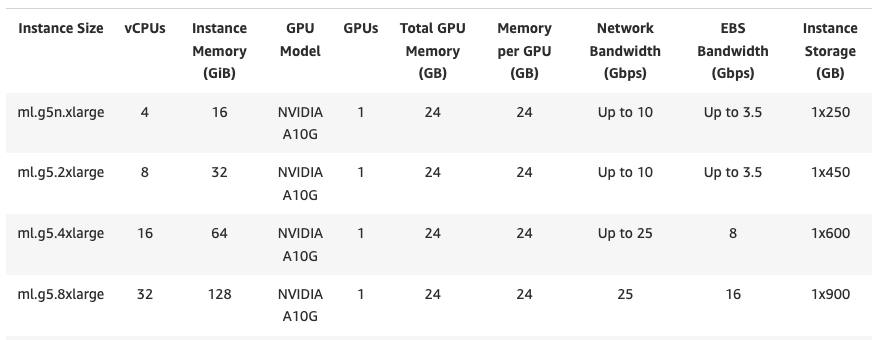 Instance Size vCPUs Instance Memory (GiB) GPU Model GPUs Total GPU Memory (GB) Memory per GPU (GB) Network Bandwidth (Gbps) EBS Bandwidth (Gbps) Instance Storage (GB)
ml.g5n.xlarge 4 16 NVIDIA A10G 1 24 24 Up to 10 Up to 3.5 1x250
ml.g5.2xlarge 8 32 NVIDIA A10G 1 24 24 Up to 10 Up to 3.5 1x450
ml.g5.4xlarge 16 64 NVIDIA A10G 1 24 24 Up to 25 8 1x600
ml.g5.8xlarge 32 128 NVIDIA A10G 1 24 24 25 16 1x900